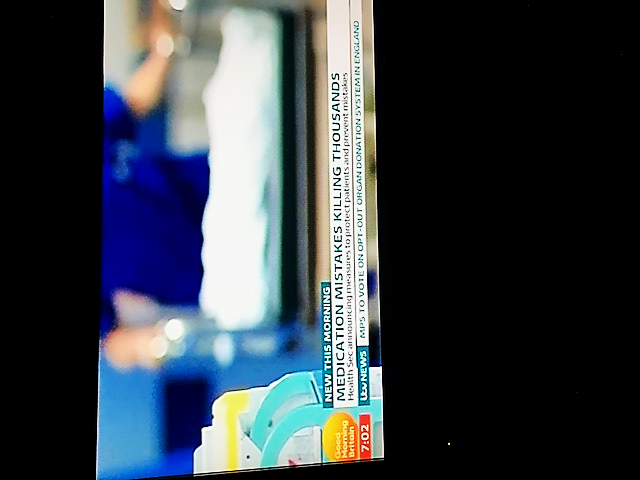 NEW THIS MORNING
MEDICATION MISTAKES KILLING THOUSANDS
Health Sec announcing measures to protect patients and prevent mistakes
itv NEWS MPS TO VOTE ON OPT-OUT ORGAN DONATION SYSTEM IN ENGLAND
Good
Morning
Britain
7:02